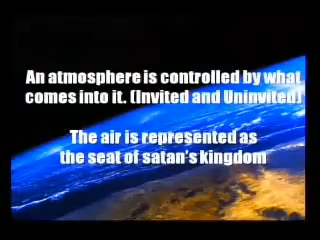 An atmosphere is controlled by what
comes into it. (Invited and Uninvited)
The air is represented as
the seat of satan's kingdom